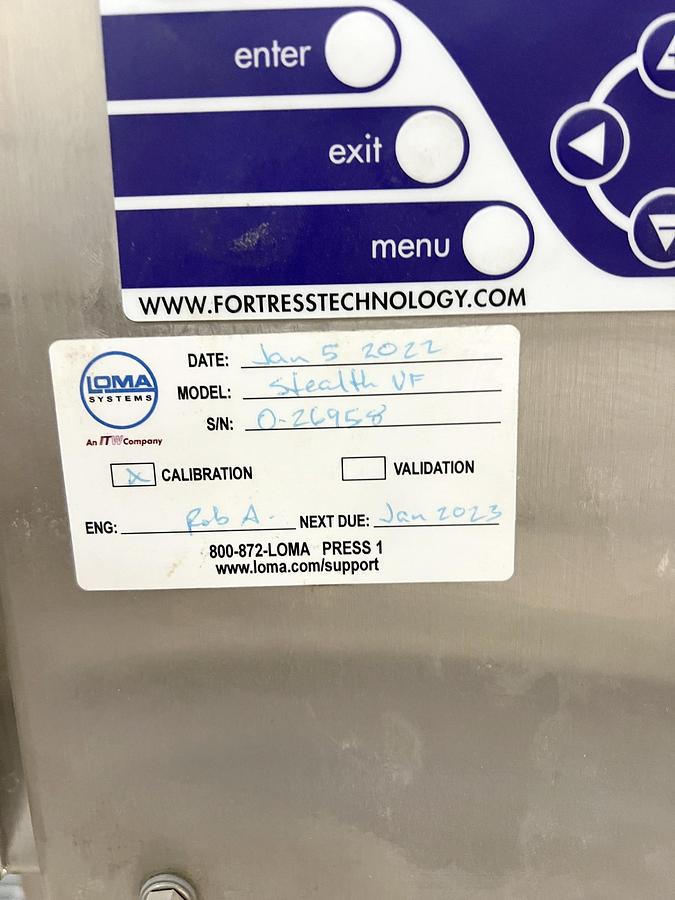 enter
exit
menu
WWW.FORTRESSTECHNOLOGY.COM
LOMA
SYSTEMS
An ITW Company
DATE: Jan 5 2022
MODEL: Stealth VF
S/N: O-26958
X CALIBRATION VALIDATION
ENG: Rob A. NEXT DUE: Jan 2023
800-872-LOMA PRESS 1
www.loma.com/support